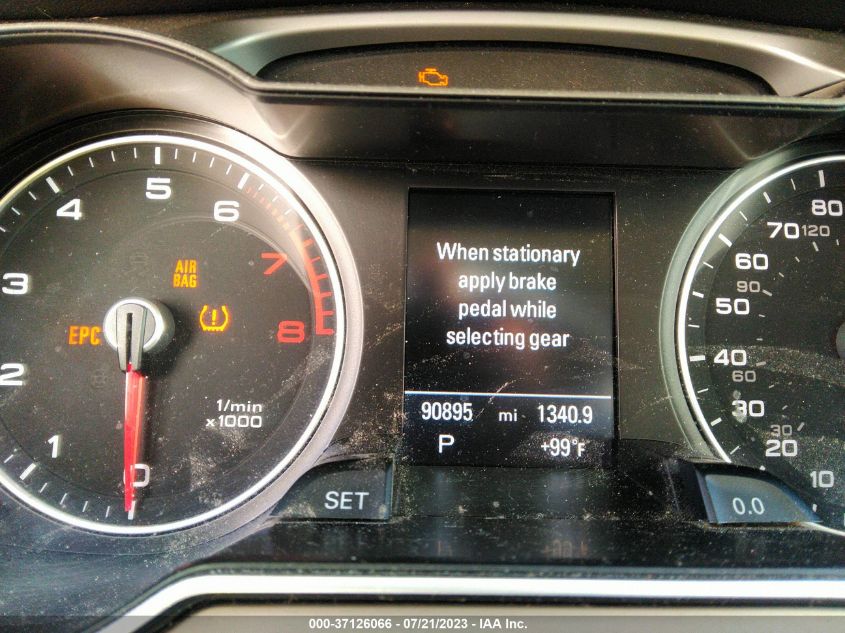 5
4
6
3
7
AIR
BAG
EPC
8
2
1/min
x1000
1
0
SET
When stationary
apply brake
pedal while
selecting gear
90895 mi 1340.9
P +99°F
80
70 120
60
90
50
40
60
30
30
20
10
0.0
000-37126066 / 07/21/2023 - IAA Inc.